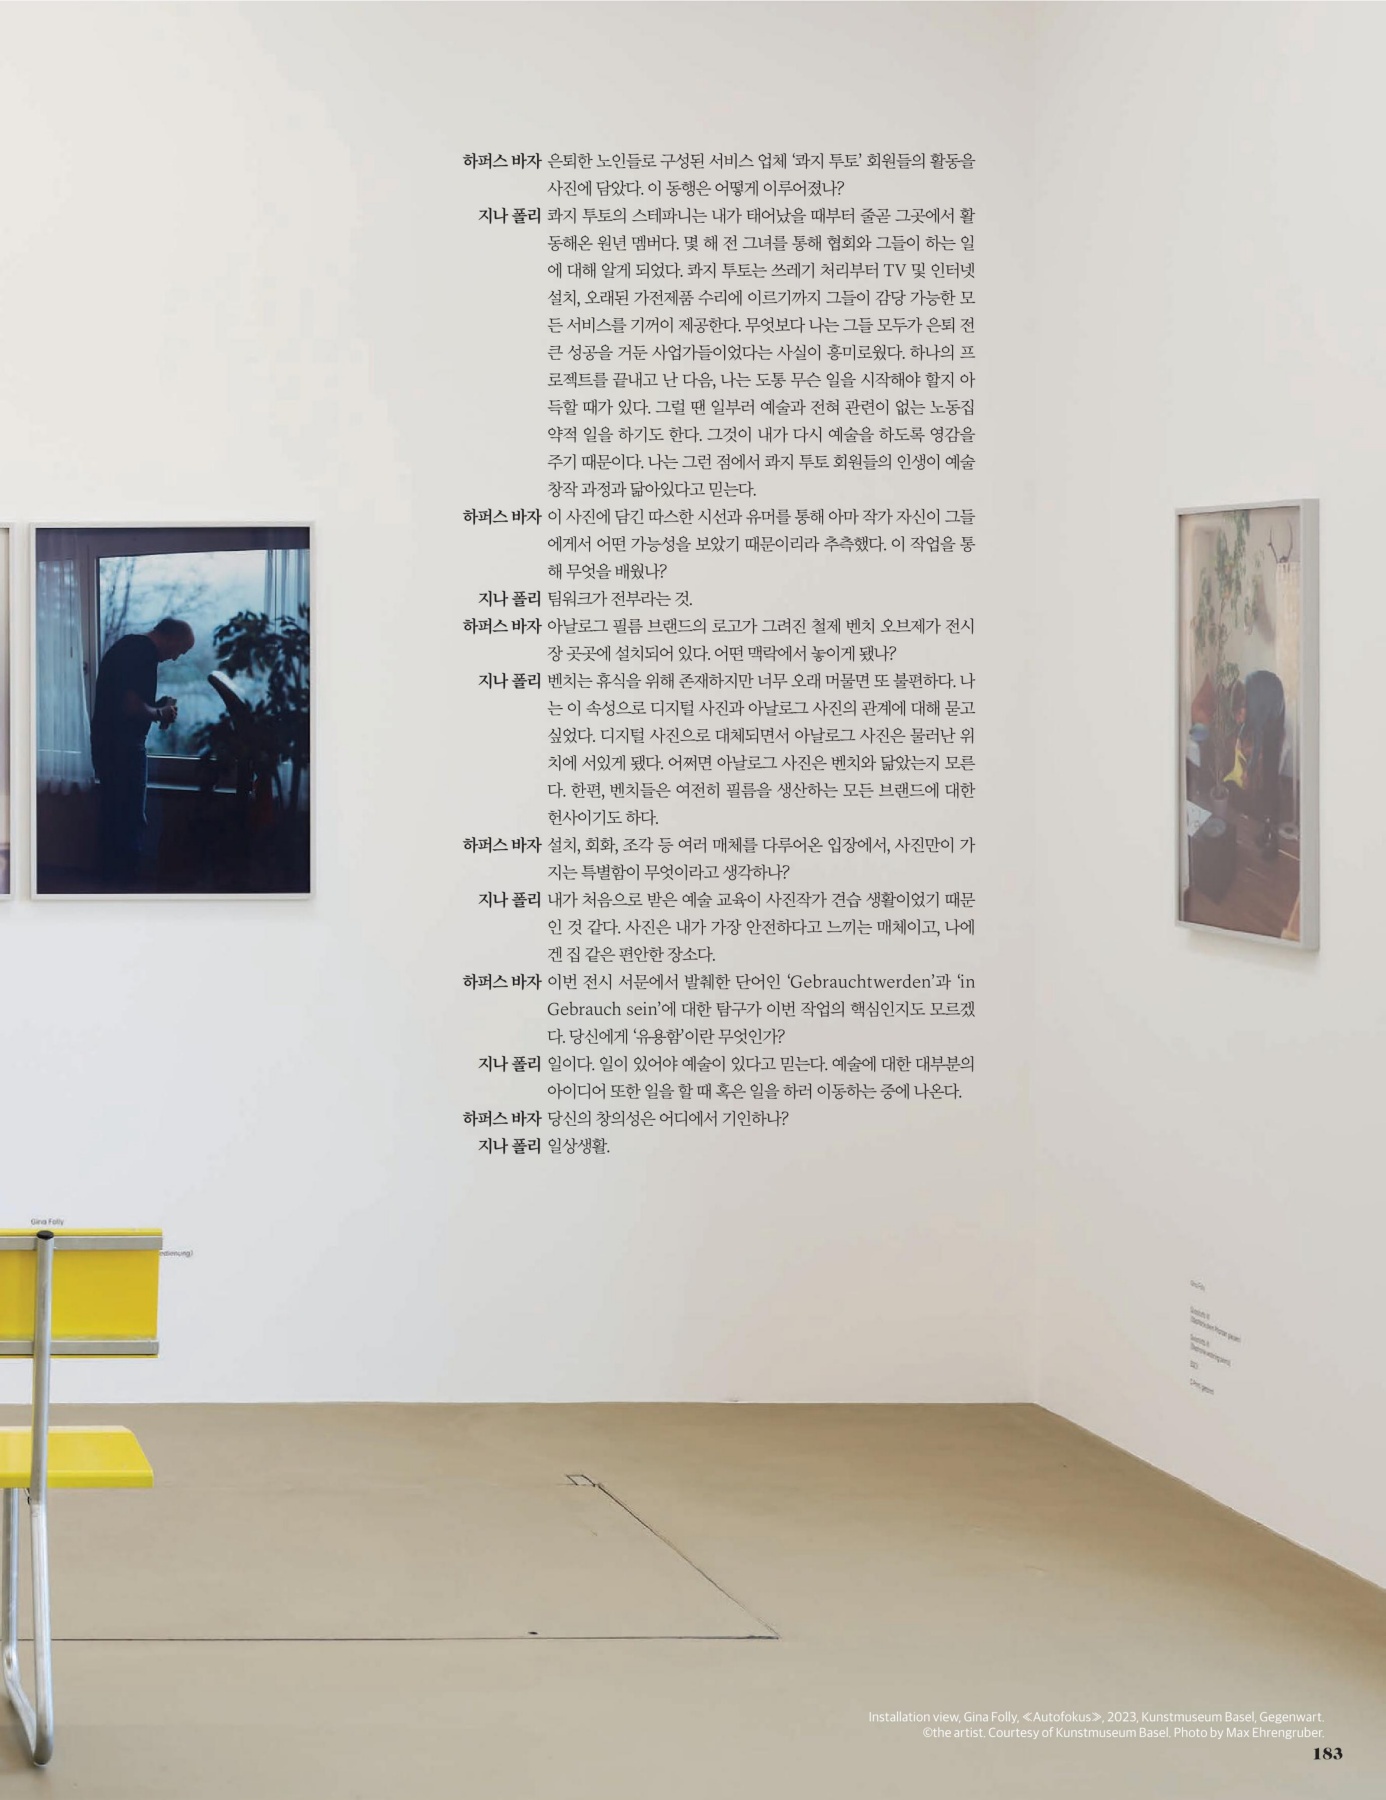 하퍼스 바자 은퇴한 노인들로 구성된 서비스 업체 ‘콰지 투토’ 회원들의 활동을
사진에 담았다. 이 동행은 어떻게 이루어졌나?
지나 폴리 콰지 투토의 스테파니는 내가 태어났을 때부터 줄곧 그곳에서 활
동해온 원년 멤버다. 몇 해 전 그녀를 통해 협회와 그들이 하는 일
에 대해 알게 되었다. 콰지 투토는 쓰레기 처리부터 TV 및 인터넷
설치, 오래된 가전제품 수리에 이르기까지 그들이 감당 가능한 모
든 서비스를 기꺼이 제공한다. 무엇보다 나는 그들 모두가 은퇴 전
큰 성공을 거둔 사업가들이었다는 사실이 흥미로웠다. 하나의 프
로젝트를 끝내고 난 다음, 나는 도통 무슨 일을 시작해야 할지 아
득할 때가 있다. 그럴 땐 일부러 예술과 전혀 관련이 없는 노동집
약적 일을 하기도 한다. 그것이 내가 다시 예술을 하도록 영감을
주기 때문이다. 나는 그런 점에서 콰지 투토 회원들의 인생이 예술
창작 과정과 닮아있다고 믿는다.
하퍼스 바자 이 사진에 담긴 따스한 시선과 유머를 통해 아마 작가 자신이 그들
에게서 어떤 가능성을 보았기 때문이리라 추측했다. 이 작업을 통
해 무엇을 배웠나?
지나 폴리 팀워크가 전부라는 것.
하퍼스 바자 아날로그 필름 브랜드의 로고가 그려진 철제 벤치 오브제가 전시
장 곳곳에 설치되어 있다. 어떤 맥락에서 놓이게 됐나?
지나 폴리 벤치는 휴식을 위해 존재하지만 너무 오래 머물면 또 불편하다. 나
는 이 속성으로 디지털 사진과 아날로그 사진의 관계에 대해 묻고
싶었다. 디지털 사진으로 대체되면서 아날로그 사진은 물러난 위
치에 서있게 됐다. 어쩌면 아날로그 사진은 벤치와 닮았는지 모른
다. 한편, 벤치들은 여전히 필름을 생산하는 모든 브랜드에 대한
헌사이기도 하다.
하퍼스 바자 설치, 회화, 조각 등 여러 매체를 다루어온 입장에서, 사진만이 가
지는 특별함이 무엇이라고 생각하나?
지나 폴리 내가 처음으로 받은 예술 교육이 사진작가 견습 생활이었기 때문
인 것 같다. 사진은 내가 가장 안전하다고 느끼는 매체이고, 나에
겐 집 같은 편안한 장소다.
하퍼스 바자 이번 전시 서문에서 발췌한 단어인 ‘Gebrauchtwerden’과 ‘in
Gebrauch sein’에 대한 탐구가 이번 작업의 핵심인지도 모르겠
다. 당신에게 ‘유용함’이란 무엇인가?
지나 폴리 일이다. 일이 있어야 예술이 있다고 믿는다. 예술에 대한 대부분의
아이디어 또한 일을 할 때 혹은 일을 하러 이동하는 중에 나온다.
하퍼스 바자 당신의 창의성은 어디에서 기인하나?
지나 폴리 일상생활.
Gina Folly
Installation view, Gina Folly, ≪Autofokus≫, 2023, Kunstmuseum Basel, Gegenwart.
©the artist. Courtesy of Kunstmuseum Basel. Photo by Max Ehrengruber.
183